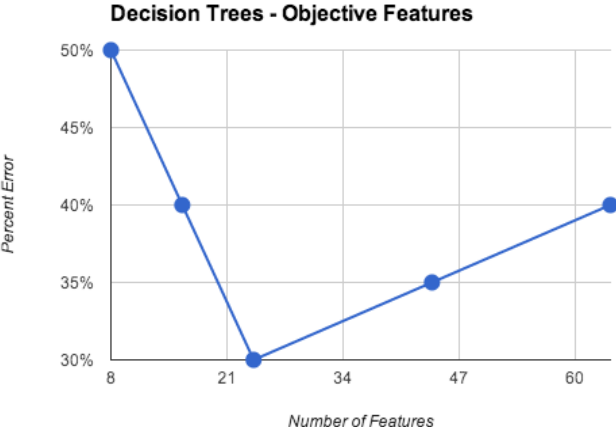 Decision Trees - Objective Features
50%
45%
40%
35%
30%
Percent Error
8 21 34 47 60
Number of Features